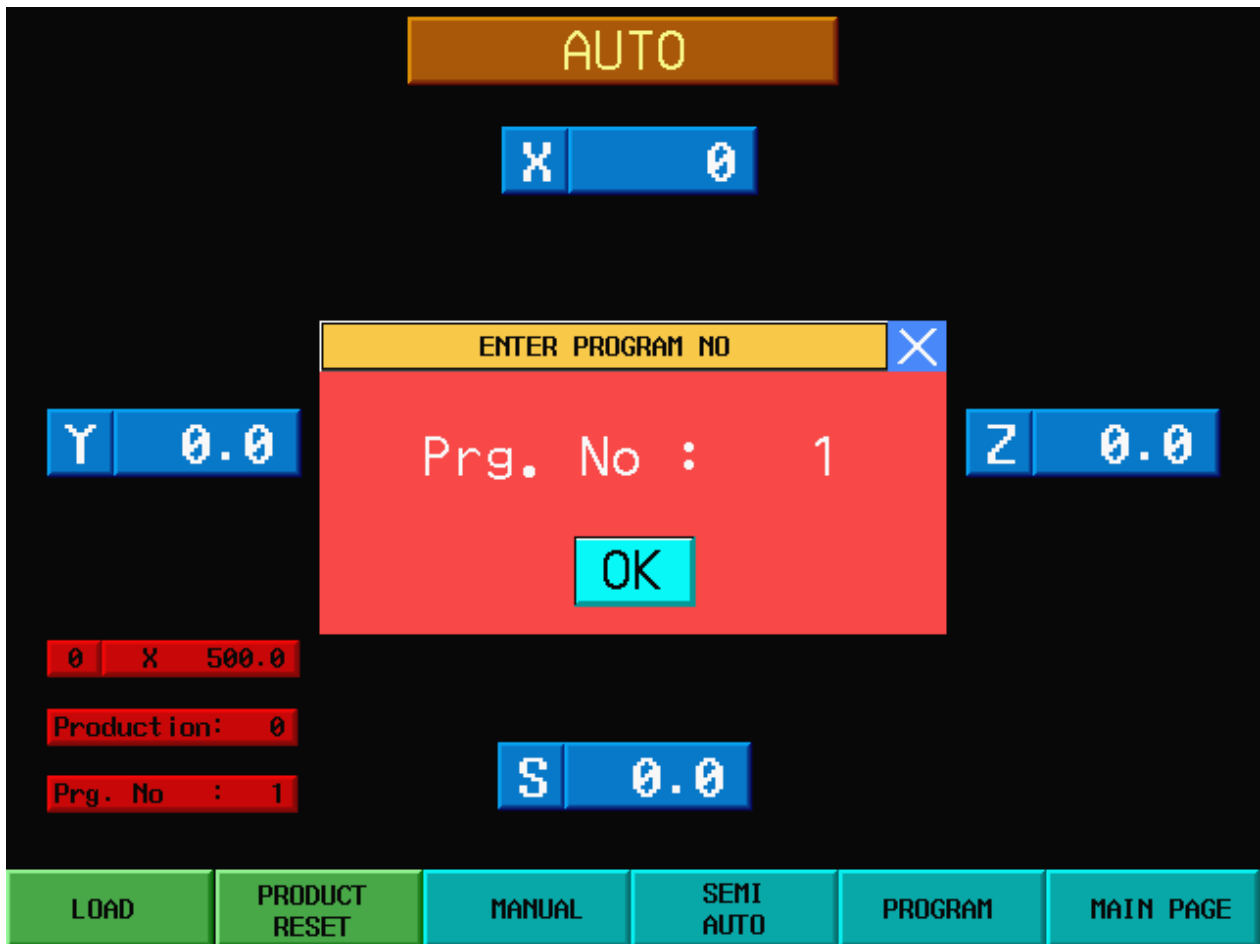 AUTO
X 0
ENTER PROGRAM NO
Y 0.0
Prg. No : 1
Z 0.0
OK
0 X 500.0
Production: 0
S 0.0
Prg. No : 1
LOAD
PRODUCT
RESET
MANUAL
SEMI
AUTO
PROGRAM
MAIN PAGE